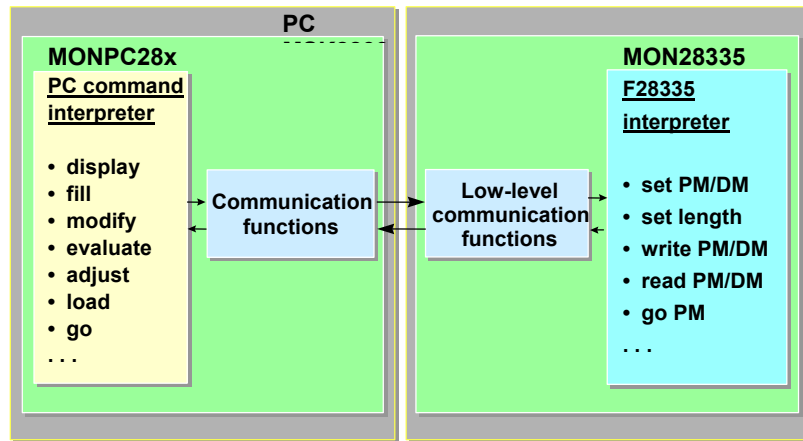 PC
MONPC28x
PC command
interpreter
• display
• fill
• modify
• evaluate
• adjust
• load
• go
. . .
Communication
functions
Low-level
communication
functions
MON28335
F28335
interpreter
• set PM/DM
• set length
• write PM/DM
• read PM/DM
• go PM
. . .